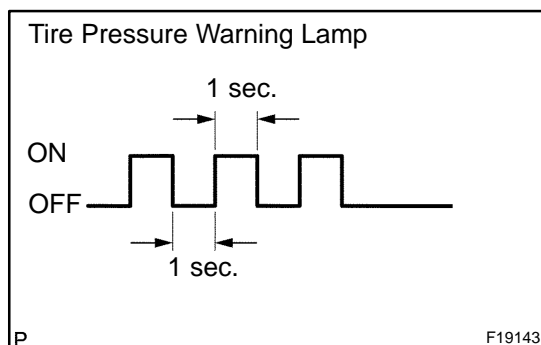 Tire Pressure Warning Lamp
1 sec.
ON
OFF
1 sec.
P
F19143